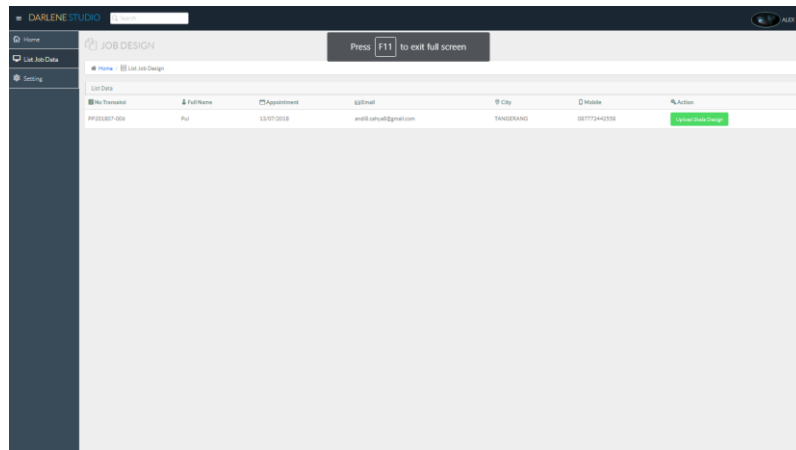 DARLENE STUDIO Search ALEX
Home
List Job Data
Setting
JOB DESIGN
Press F11 to exit full screen
Home / List Job Design
List Data
No Transaksi Full Name Appointment Email City Mobile Action
Pul 13/07/2018 TANGERANG Upload Data Design